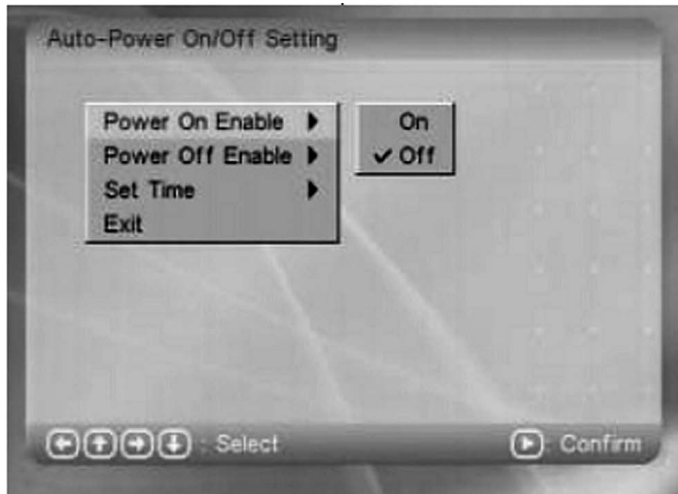 Auto-Power On/Off Setting
Power On Enable
On
Power Off Enable
✓ Off
Set Time
Exit
: Select
: Confirm